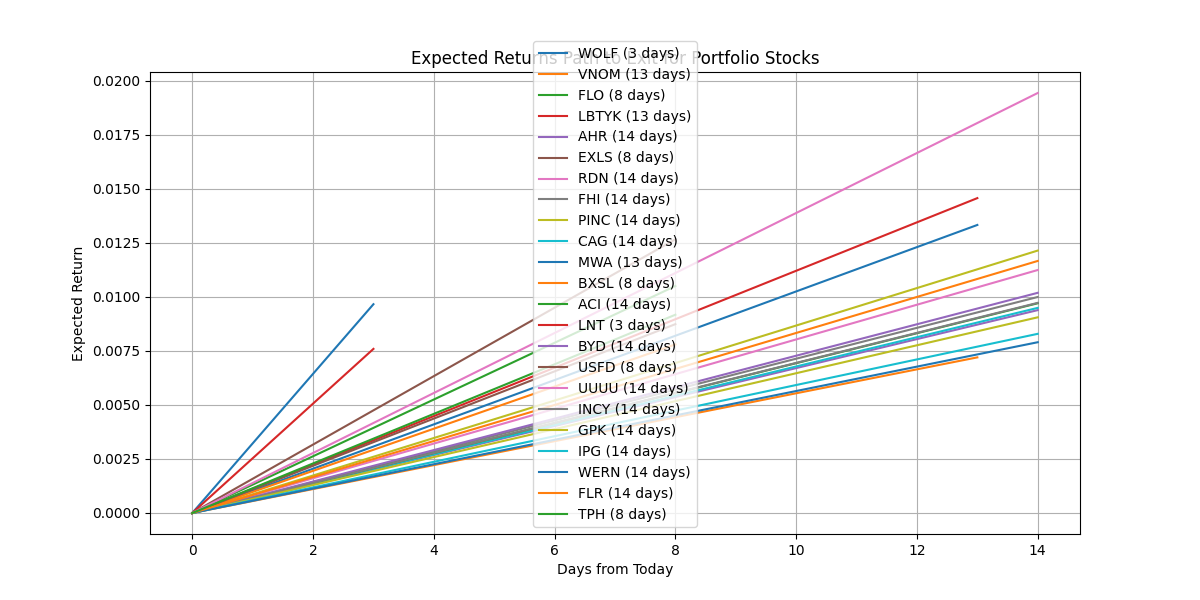 Expected Returns Path to Exit for Portfolio Stocks
WOLF (3 days)
VNOM (13 days)
FLO (8 days)
LBTYK (13 days)
AHR (14 days)
EXLS (8 days)
RDN (14 days)
FHI (14 days)
PINC (14 days)
CAG (14 days)
MWA (13 days)
BXSL (8 days)
ACI (14 days)
LNT (3 days)
BYD (14 days)
USFD (8 days)
UUUU (14 days)
INCY (14 days)
GPK (14 days)
IPG (14 days)
WERN (14 days)
FLR (14 days)
TPH (8 days)
Expected Return
0.0200
0.0175
0.0150
0.0125
0.0100
0.0075
0.0050
0.0025
0.0000
0 2 4 6 8 10 12 14
Days from Today